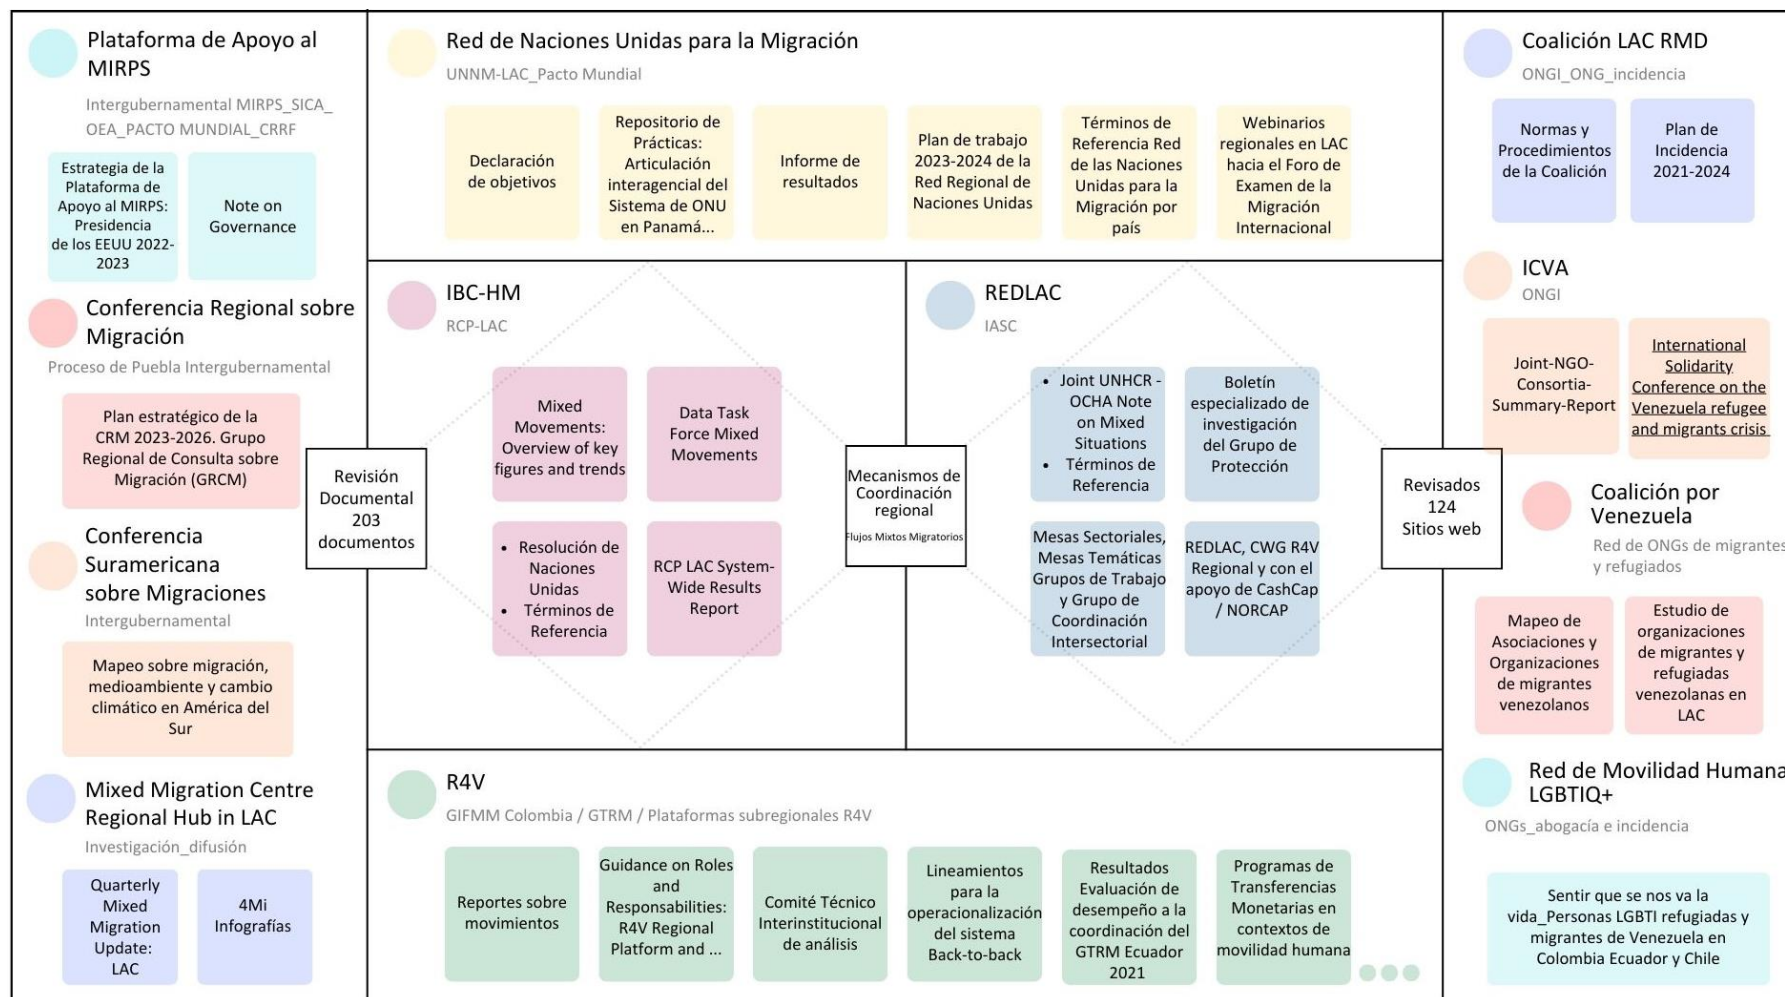 Plataforma de Apoyo al
MIRPS
Intergubernamental MIRPS_SICA_
OEA_PACTO MUNDIAL_CRRF
Estrategia de la
Plataforma de
Apoyo al MIRPS:
Presidencia
de los EEUU 2022-
2023
Note on
Governance
Conferencia Regional sobre
Migración
Proceso de Puebla Intergubernamental
Plan estratégico de la
CRM 2023-2026. Grupo
Regional de Consulta sobre
Migración (GRCM)
Conferencia
Suramericana
sobre Migraciones
Intergubernamental
Mapeo sobre migración,
medioambiente y cambio
climático en América del
Sur
Mixed Migration Centre
Regional Hub in LAC
Investigación_difusión
Quarterly
Mixed
Migration
Update:
LAC
4Mi
Infografías
Revisión
Documental
203
documentos
Red de Naciones Unidas para la Migración
UNNM-LAC_Pacto Mundial
Declaración
de objetivos
Repositorio de
Prácticas:
Articulación
interagencial del
Sistema de ONU
en Panamá...
Informe de
resultados
Plan de trabajo
2023-2024 de la
Red Regional de
Naciones Unidas
Términos de
Referencia Red
de las Naciones
Unidas para la
Migración por
país
Webinarios
regionales en LAC
hacia el Foro de
Examen de la
Migración
Internacional
IBC-HM
RCP-LAC
Mixed
Movements:
Overview of key
figures and trends
Data Task
Force Mixed
Movements
• Resolución de
Naciones
Unidas
• Términos de
Referencia
RCP LAC System-
Wide Results
Report
Mecanismos de
Coordinación
regional
Flujos Mixtos Migratorios
REDLAC
IASC
• Joint UNHCR -
OCHA Note
on Mixed
Situations
• Términos de
Referencia
Boletín
especializado de
investigación
del Grupo de
Protección
Mesas Sectoriales,
Mesas Temáticas
Grupos de Trabajo
y Grupo de
Coordinación
Intersectorial
REDLAC, CWG R4V
Regional y con el
apoyo de CashCap
/ NORCAP
R4V
GIFMM Colombia / GTRM / Plataformas subregionales R4V
Reportes sobre
movimientos
Guidance on Roles
and
Responsabilities:
R4V Regional
Platform and ...
Comité Técnico
Interinstitucional
de análisis
Lineamientos
para la
operacionalización
del sistema
Back-to-back
Resultados
Evaluación de
desempeño a la
coordinación del
GTRM Ecuador
2021
Programas de
Transferencias
Monetarias en
contextos de
movilidad humana
Coalición LAC RMD
ONGI_ONG_incidencia
Normas y
Procedimientos
de la Coalición
Plan de
Incidencia
2021-2024
ICVA
ONGI
Joint-NGO-
Consortia-
Summary-Report
International
Solidarity
Conference on the
Venezuela refugee
and migrants crisis
Revisados
124
Sitios web
Coalición por
Venezuela
Red de ONGs de migrantes
y refugiados
Mapeo de
Asociaciones y
Organizaciones
de migrantes
venezolanos
Estudio de
organizaciones
de migrantes y
refugiadas
venezolanas en
LAC
Red de Movilidad Humana
LGBTIQ+
ONGs_abogacía e incidencia
Sentir que se nos va la
vida_Personas LGBTI refugiadas y
migrantes de Venezuela en
Colombia Ecuador y Chile